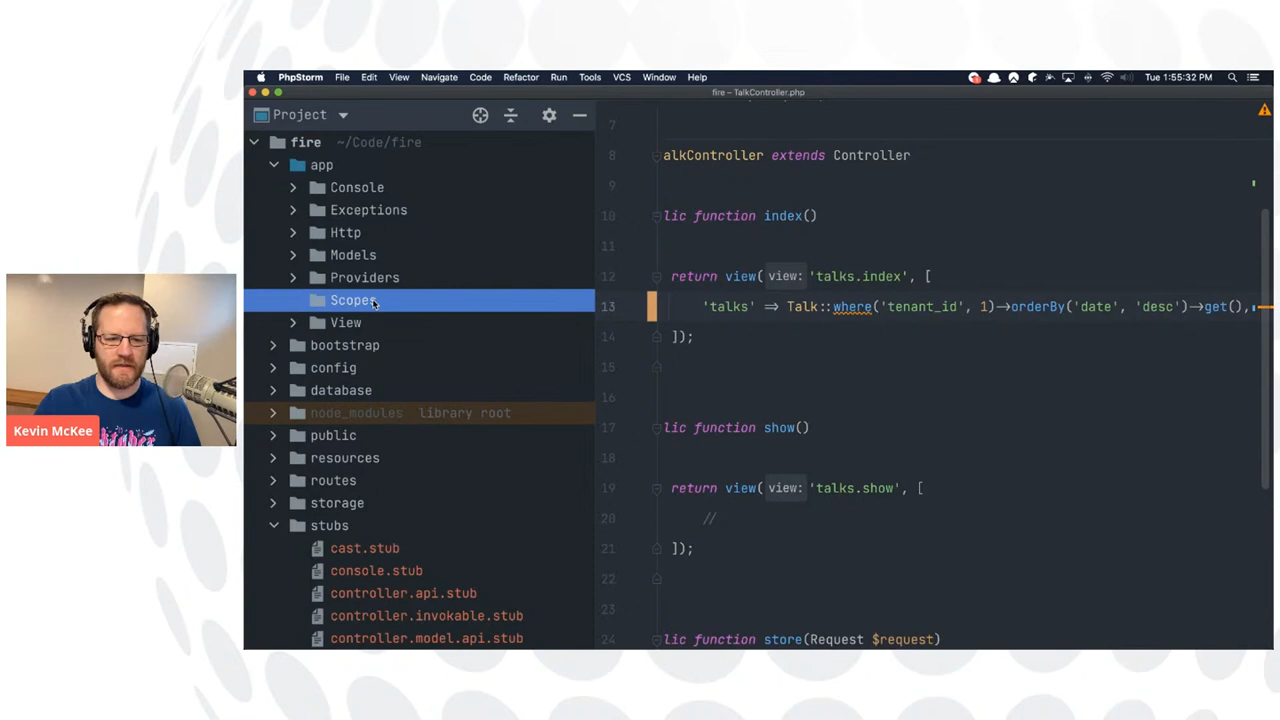 PhpStorm File Edit View Navigate Code Refactor Run Tools VCS Window Help Tue 1:55:32 PM
fire – TalkController.php
Project
fire ~/Code/fire
app
Console
Exceptions
Http
Models
Providers
Scopes
View
bootstrap
config
database
node_modules library root
public
resources
routes
storage
stubs
cast.stub
console.stub
controller.api.stub
controller.invokable.stub
controller.model.api.stub
7
8 alkController extends Controller
9
10 lic function index()
11
12 return view( view: 'talks.index', [
13 'talks' => Talk::where('tenant_id', 1)->orderBy('date', 'desc')->get(),
14 ]);
15
16
17 lic function show()
18
19 return view( view: 'talks.show', [
20 //
21 ]);
22
23
24 lic function store(Request $request)
Kevin McKee